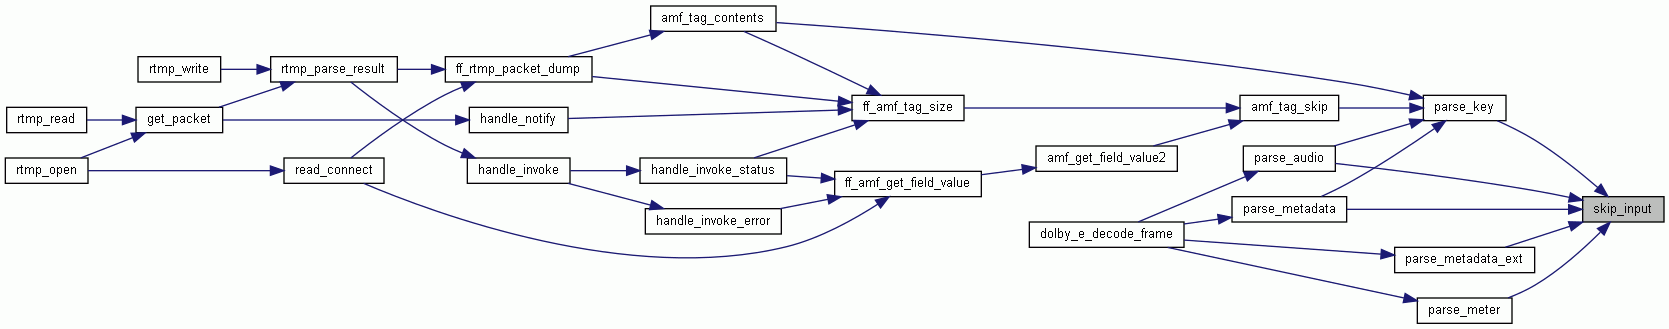 amf_tag_contents
rtmp_write
rtmp_parse_result
ff_rtmp_packet_dump
rtmp_read
get_packet
handle_notify
ff_amf_tag_size
amf_tag_skip
parse_key
rtmp_open
read_connect
handle_invoke
handle_invoke_status
ff_amf_get_field_value
amf_get_field_value2
parse_audio
handle_invoke_error
dolby_e_decode_frame
parse_metadata
skip_input
parse_metadata_ext
parse_meter